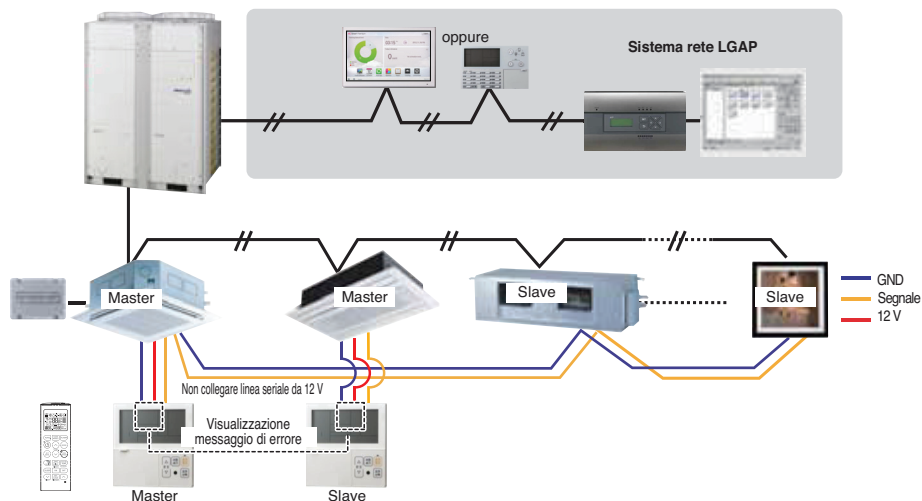 oppure
Sistema rete LGAP
Master
Master
Slave
Slave
GND
Segnale
12 V
Non collegare linea seriale da 12 V
Visualizzazione
messaggio di errore
Master
Slave